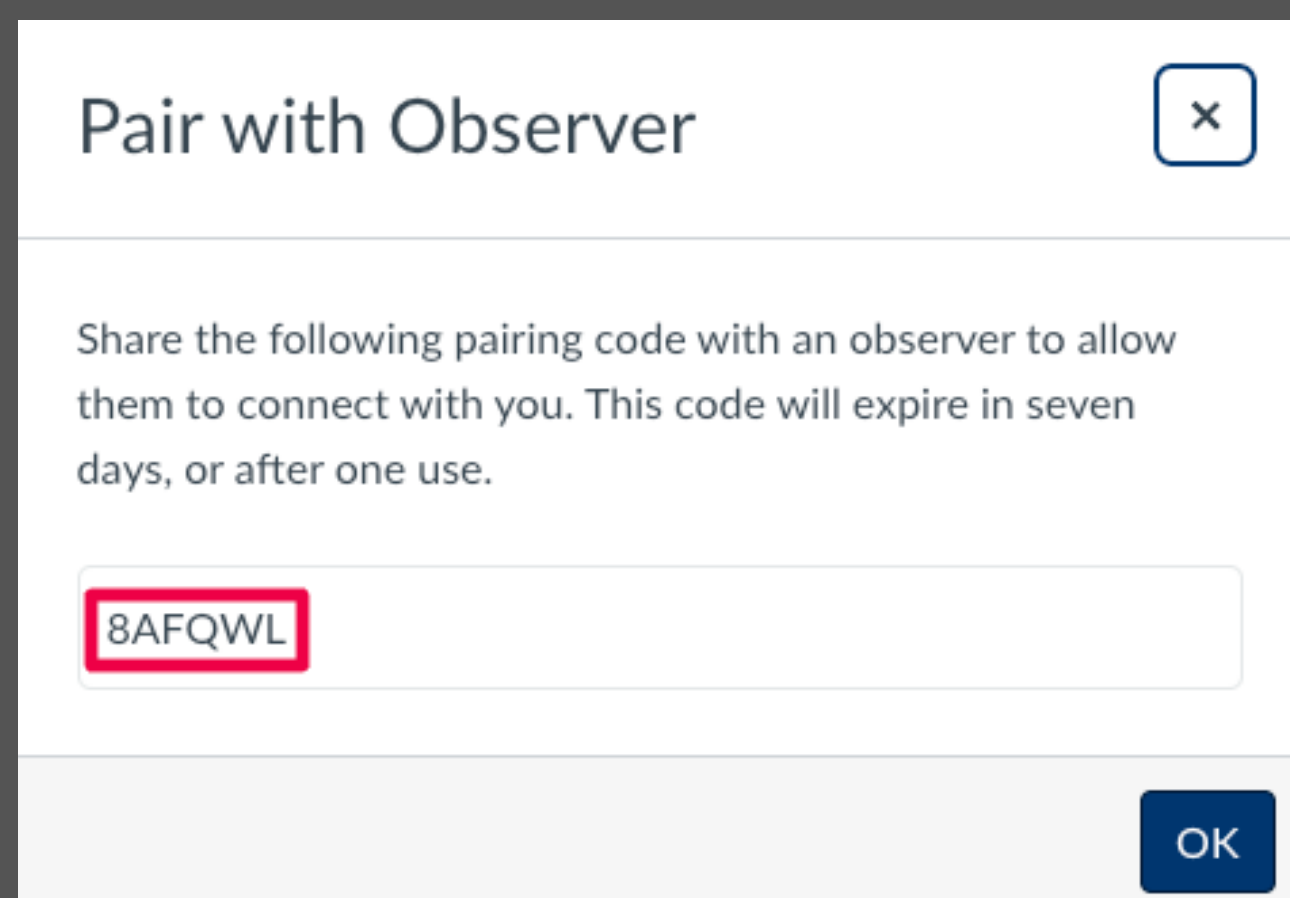 Pair with Observer
×
Share the following pairing code with an observer to allow
them to connect with you. This code will expire in seven
days, or after one use.
8AFQWL
OK